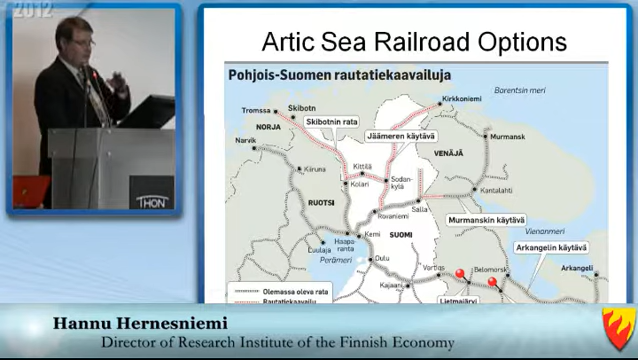 2012
Artic Sea Railroad Options
Pohjois-Suomen rautatiekaavailuja
Barentsin meri
Kirkkoniemi
Tromssa
Skibotn
Skibotnin rata
NORJA
Jäämeren käytävä
Murmansk
Narvik
VENÄJÄ
Kittilä
Kiiruna
Kolari
Sodan-
kylä
Kantalahti
RUOTSI
Rovaniemi
Salla
Murmanskin käytävä
Kemi
SUOMI
Vienanmeri
Haapa-
ranta
Luulaja
Arkangelin käytävä
Perämeri
Oulu
Vartius
Belomorsk
Arkangeli
Kajaani
Olemassa oleva rata
Lietmajärvi
Rautatiekaavailu
THON
Hannu Hernesniemi
Director of Research Institute of the Finnish Economy